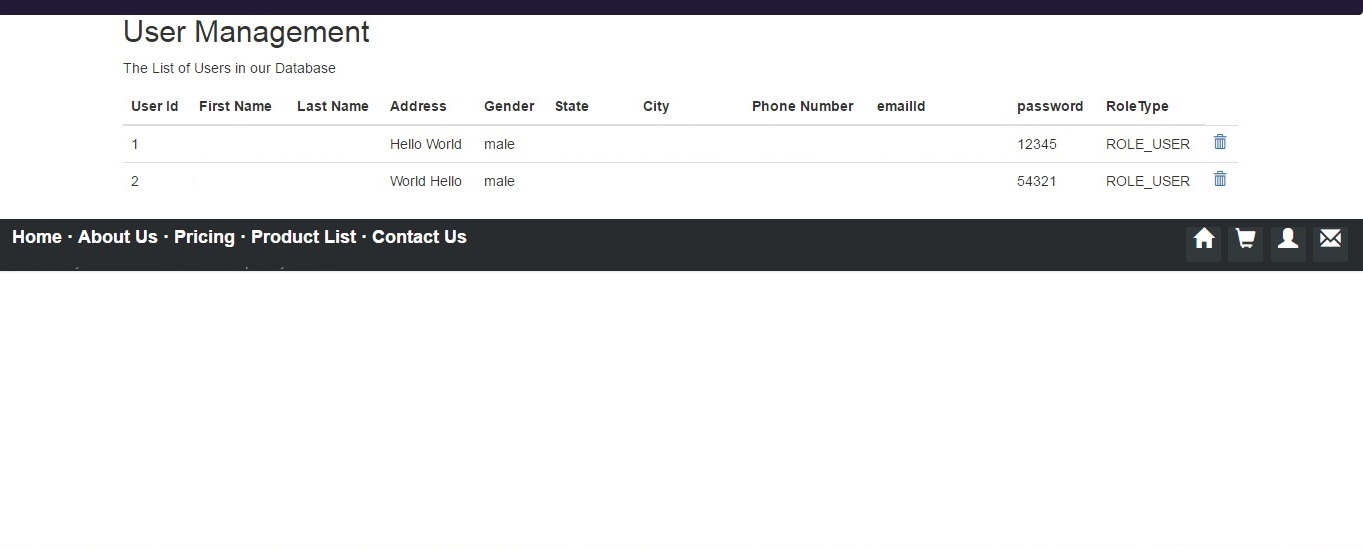 User Management
The List of Users in our Database
User Id First Name Last Name Address Gender State City Phone Number emailId password RoleType
1 Hello World male 12345 ROLE_USER
2 World Hello male 54321 ROLE_USER
Home · About Us · Pricing · Product List · Contact Us